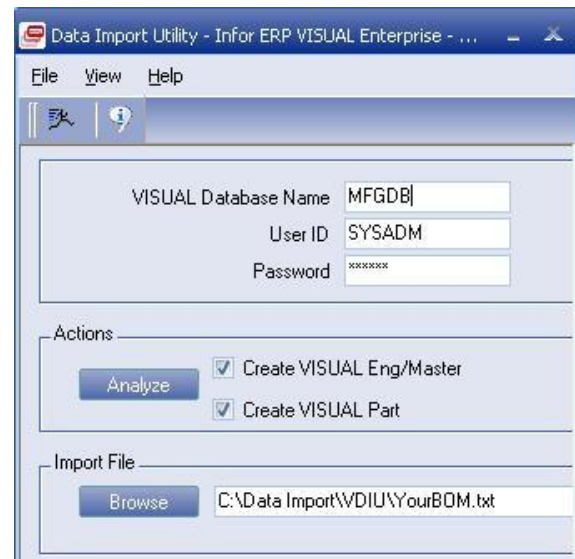 Data Import Utility - Infor ERP VISUAL Enterprise - ...
File View Help
VISUAL Database Name MFGDB
User ID SYSADM
Password ××××××
Actions
Analyze
Create VISUAL Eng/Master
Create VISUAL Part
Import File
Browse C:\Data Import\VDIU\YourBOM.txt